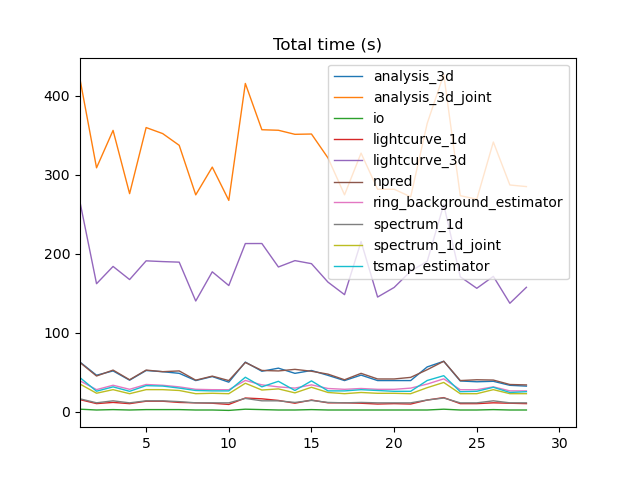 Total time (s)
400
300
200
100
0
analysis_3d
analysis_3d_joint
io
lightcurve_1d
lightcurve_3d
npred
ring_background_estimator
spectrum_1d
spectrum_1d_joint
tsmap_estimator
5 10 15 20 25 30